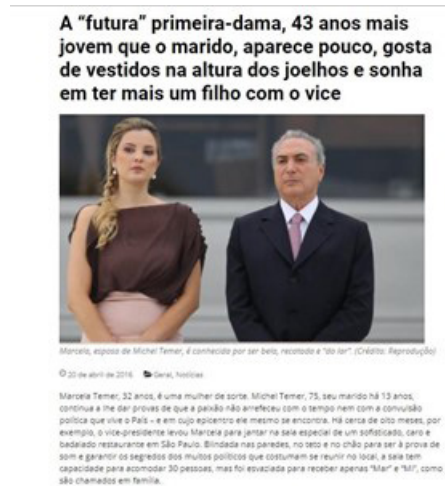 A “futura” primeira-dama, 43 anos mais
jovem que o marido, aparece pouco, gosta
de vestidos na altura dos joelhos e sonha
em ter mais um filho com o vice
Marcela, esposa de Michel Temer, é conhecida por ser bela, recatada e “do lar”. (Crédito: Reprodução)
20 de abril de 2016 Geral, Notícias
Marcela Temer, 32 anos, é uma mulher de sorte. Michel Temer, 75, seu marido há 13 anos,
continua a lhe dar provas de que a paixão não arrefeceu com o tempo nem com a convulsão
política que vive o País – e em cujo epicentro ele mesmo se encontra. Há cerca de oito meses, por
exemplo, o vice-presidente levou Marcela para jantar na sala especial de um sofisticado, caro e
badalado restaurante em São Paulo. Blindada nas paredes, no teto e no chão para ser à prova de
som e garantir os segredos dos muitos políticos que costumam se reunir no local, a sala tem
capacidade para acomodar 30 pessoas, mas foi esvaziada para receber apenas “Mar” e “Mi”, como
são chamados em família.